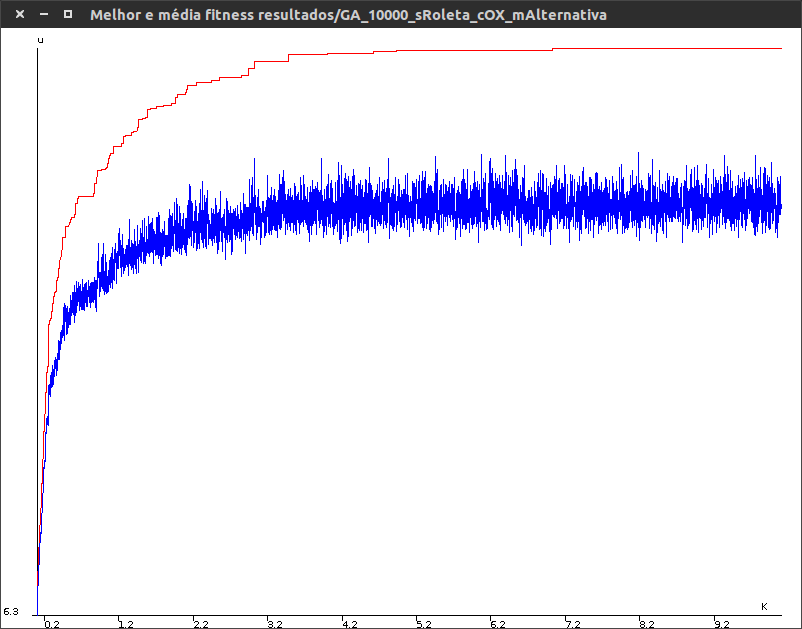 Melhor e média fitness resultados/GA_10000_sRoleta_cOX_mAlternativa
u
K
6.3
0.2 1.2 2.2 3.2 4.2 5.2 6.2 7.2 8.2 9.2